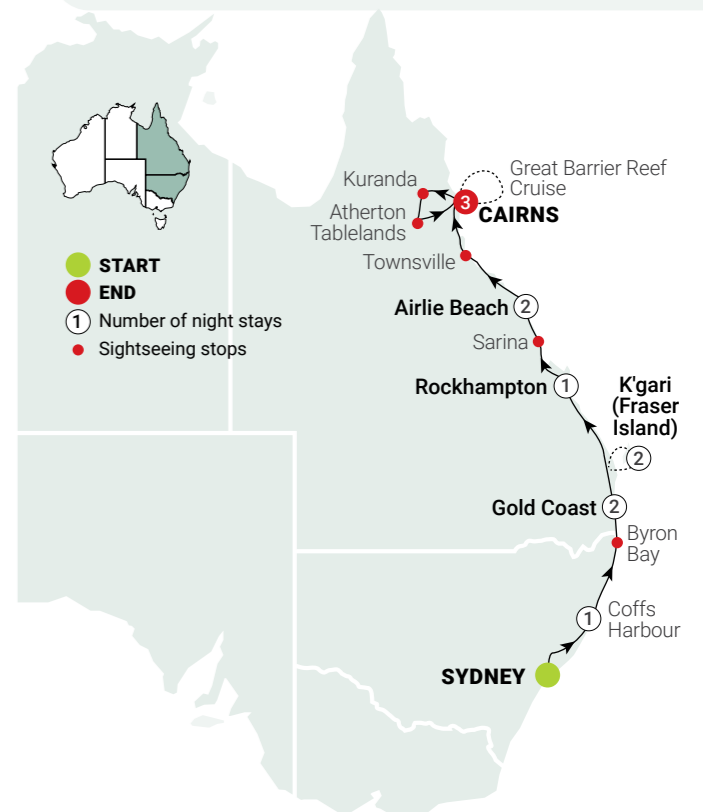 Great Barrier Reef
Cruise
Kuranda
3
CAIRNS
Atherton
Tablelands
Townsville
START
END
1 Number of night stays
Sightseeing stops
Airlie Beach 2
Sarina
Rockhampton 1
K'gari
(Fraser
Island)
2
Gold Coast 2
Byron
Bay
1 Coffs
Harbour
SYDNEY